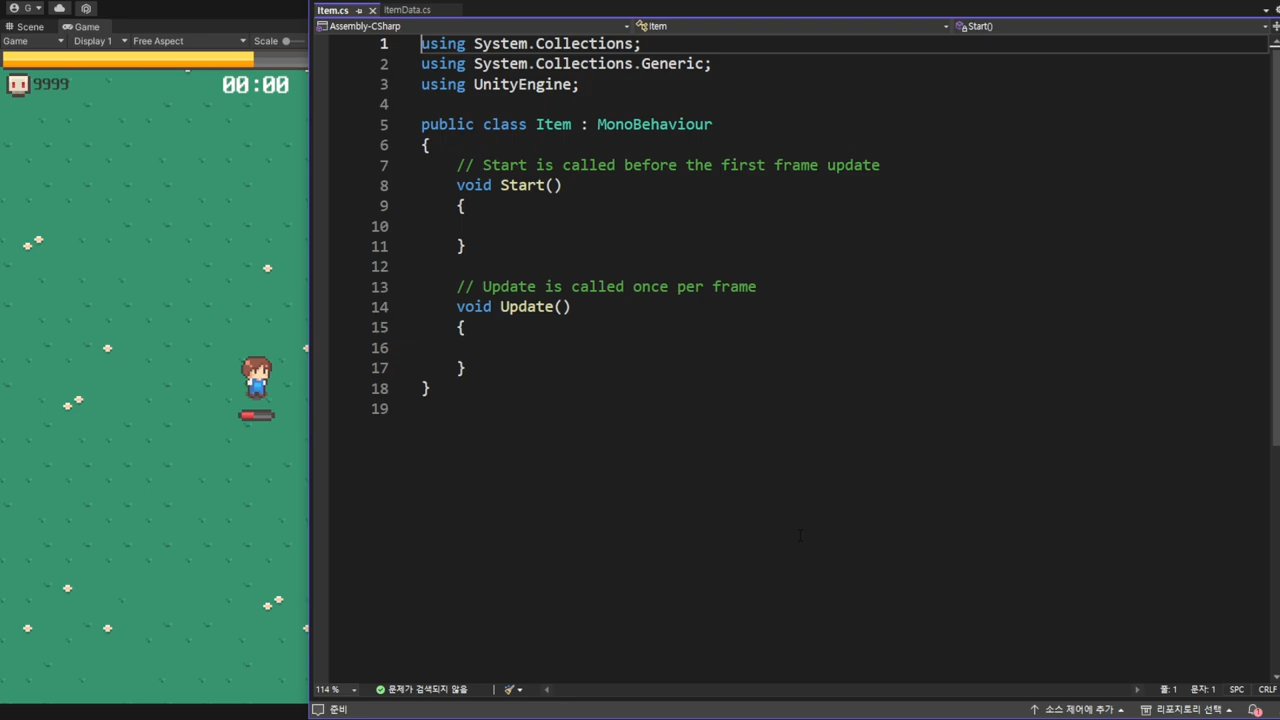 G
Scene
Game
Game
Display 1
Free Aspect
Scale
9999
00:00
Item.cs
ItemData.cs
Assembly-CSharp
Item
Start()
1 using System.Collections;
2 using System.Collections.Generic;
3 using UnityEngine;
4
5 public class Item : MonoBehaviour
6 {
7 // Start is called before the first frame update
8 void Start()
9 {
10
11 }
12
13 // Update is called once per frame
14 void Update()
15 {
16
17 }
18 }
19
114 %
문제가 검색되지 않음
줄: 1
문자: 1
SPC
CRLF
준비
소스 제어에 추가
리포지토리 선택
1